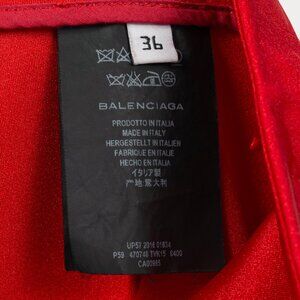 36
BALENCIAGA
PRODOTTO IN ITALIA
MADE IN ITALY
HERGESTELLT IN ITALIEN
FABRIQUE EN ITALIE
HECHO EN ITALIA
イタリア製
产地:意大利
UP57 2016 01834
P59 470746 TYK15 6400
CA00985